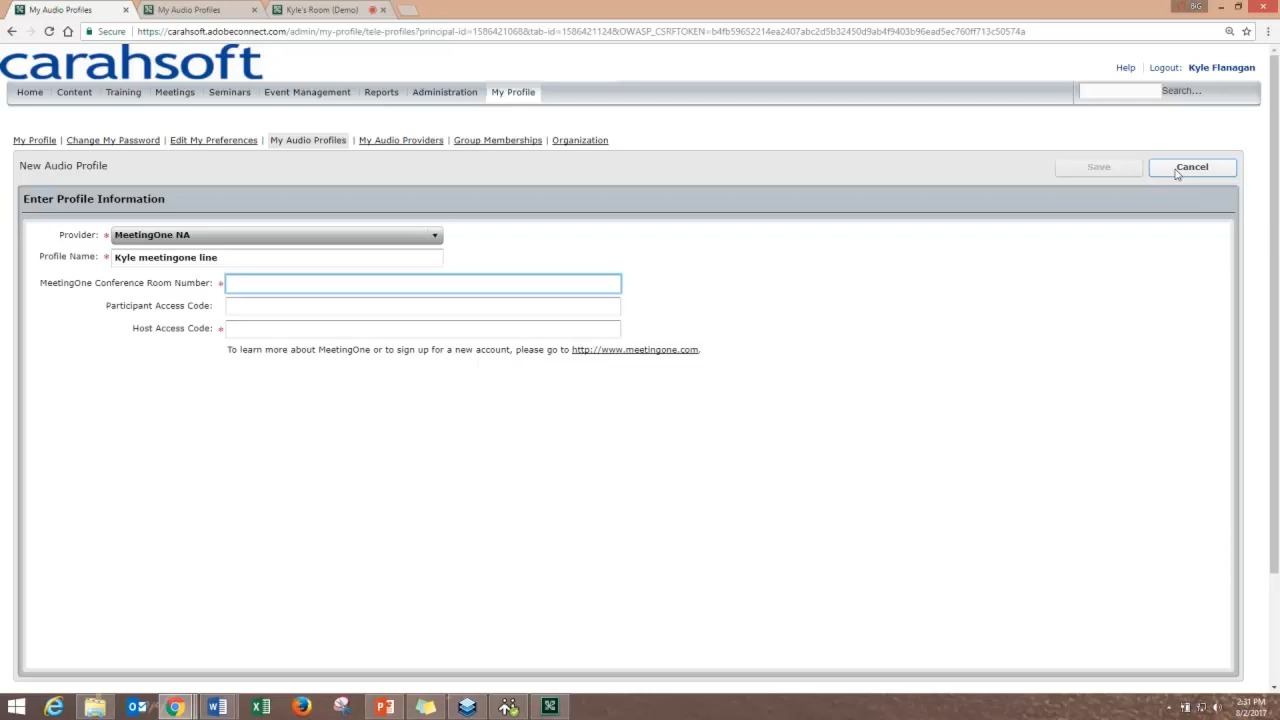 My Audio Profiles
My Audio Profiles
Kyle's Room (Demo)
BIG
Secure
https://carahsoft.adobeconnect.com/admin/my-profile/tele-profiles?principal-id=1586421068&tab-id=1586421124&OWASP_CSRFTOKEN=b4fb59652214ea2407abc2d5b32450d9ab4f9403b96ead5ec760ff713c50574a
carahsoft
Help
Logout: Kyle Flanagan
Home Content Training Meetings Seminars Event Management Reports Administration My Profile
Search...
My Profile | Change My Password | Edit My Preferences | My Audio Profiles | My Audio Providers | Group Memberships | Organization
New Audio Profile
Save
Cancel
Enter Profile Information
Provider: * MeetingOne NA
Profile Name: * Kyle meetingone line
MeetingOne Conference Room Number: *
Participant Access Code:
Host Access Code: *
To learn more about MeetingOne or to sign up for a new account, please go to http://www.meetingone.com.
2:31 PM
8/2/2017